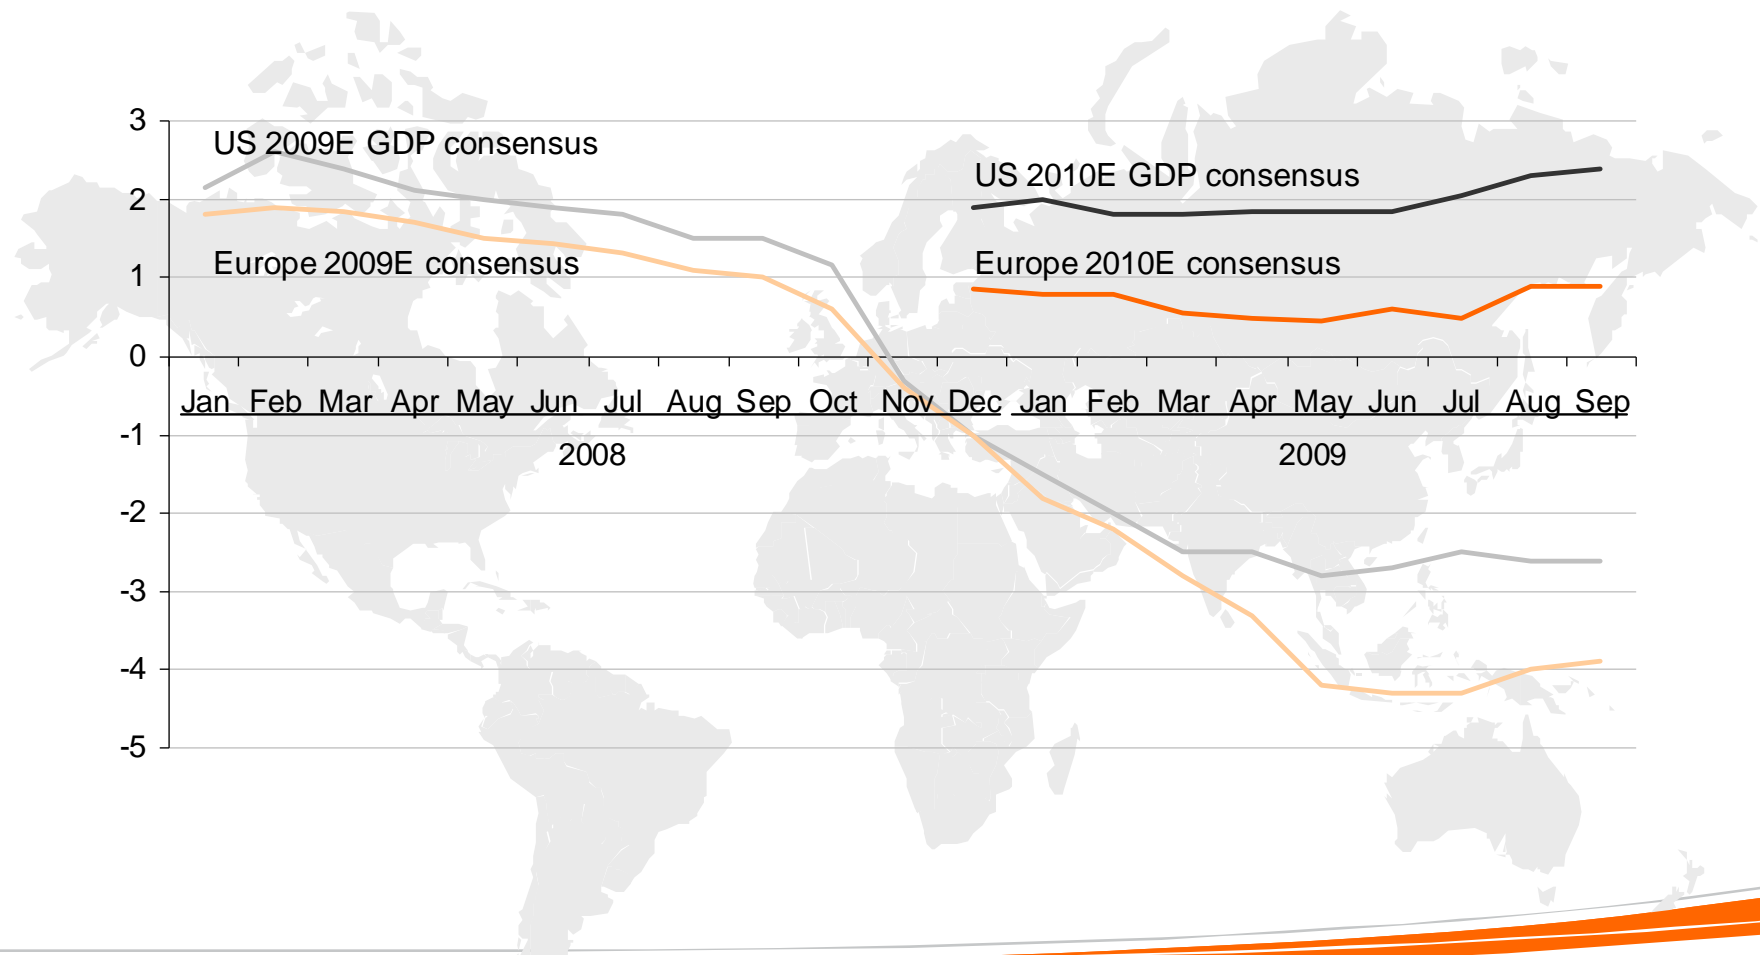 3
US 2009E GDP consensus
US 2010E GDP consensus
2
Europe 2009E consensus
Europe 2010E consensus
1
0
Jan Feb Mar Apr May Jun Jul Aug Sep Oct Nov Dec Jan Feb Mar Apr May Jun Jul Aug Sep
-1
2008 2009
-2
-3
-4
-5